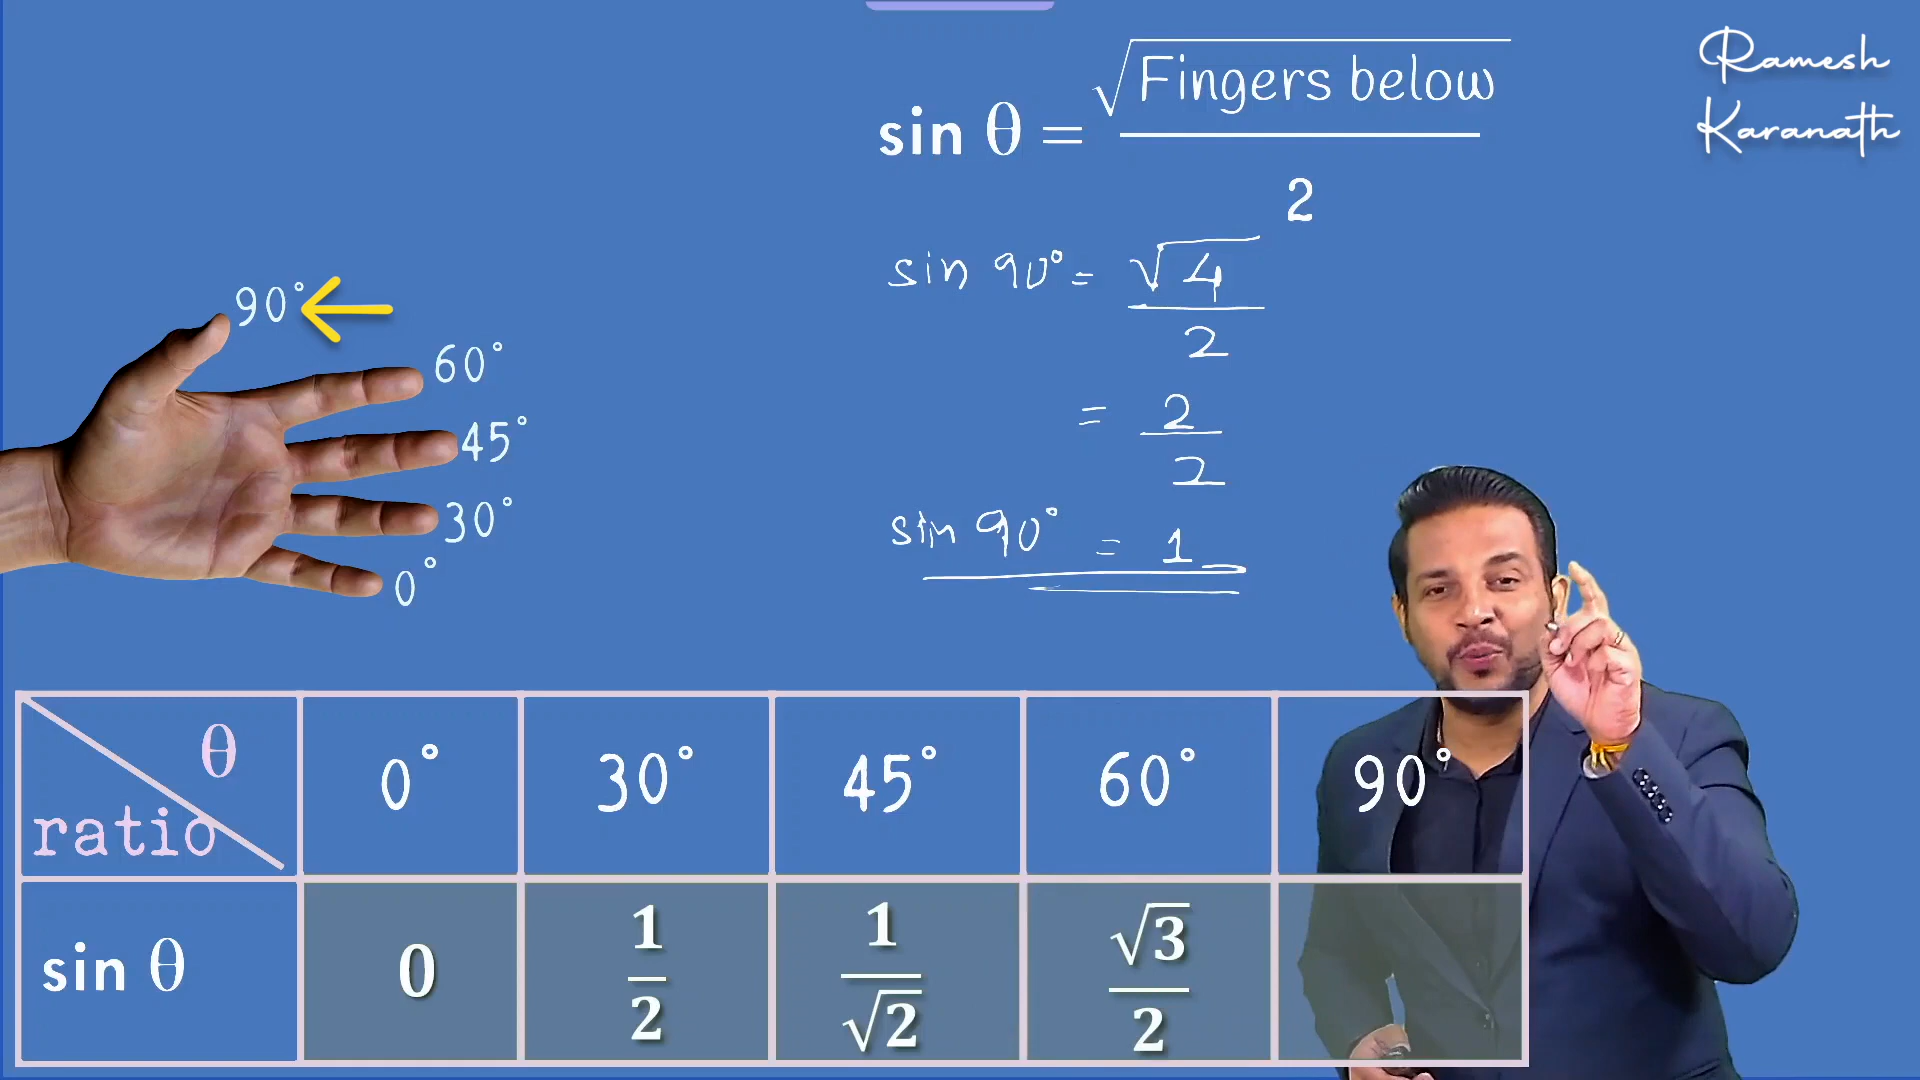 Ramesh
Karanath
sin θ = √Fingers below / 2
sin 90° = √4 / 2
= 2 / 2
sin 90° = 1
90°
60°
45°
30°
0°
θ
ratio
0° 30° 45° 60° 90°
sin θ 0 1/2 1/√2 √3/2